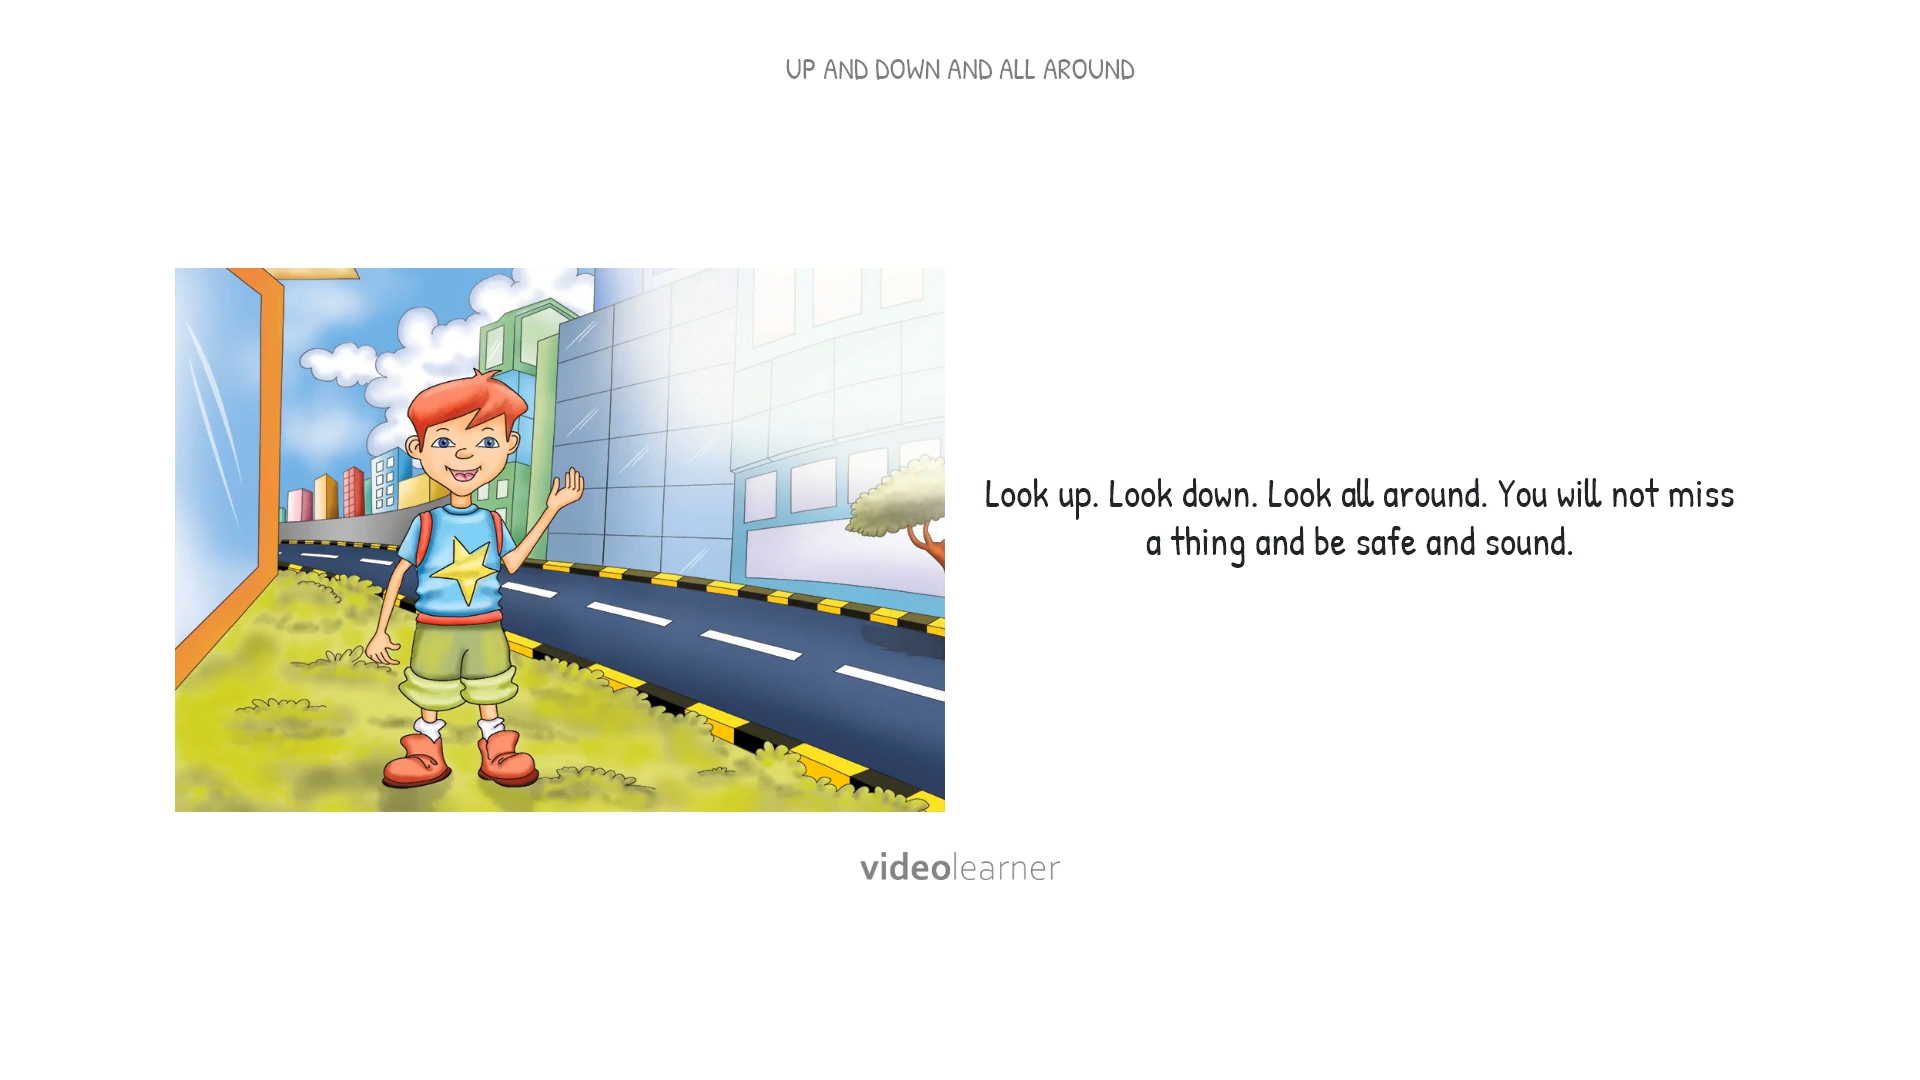 UP AND DOWN AND ALL AROUND
Look up. Look down. Look all around. You will not miss
a thing and be safe and sound.
videolearner